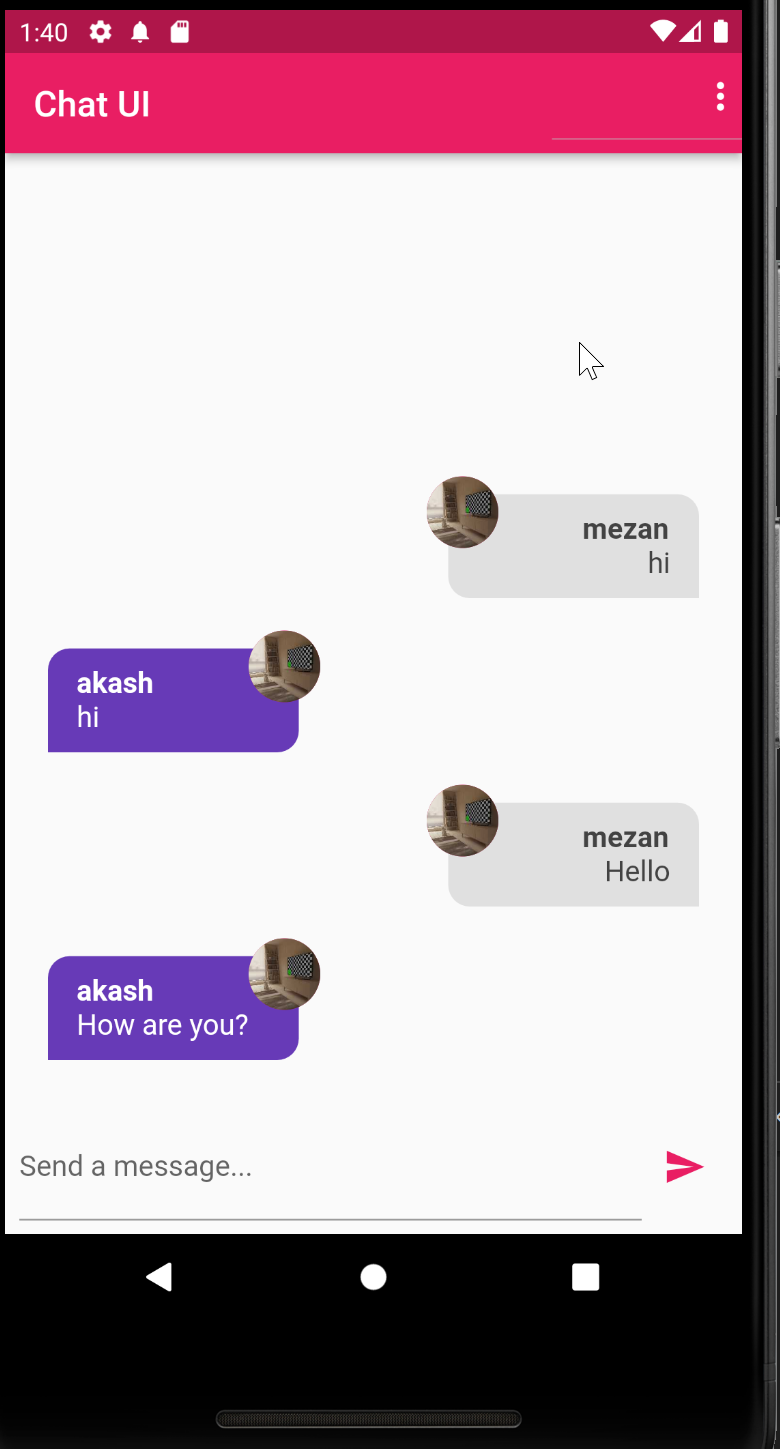 1:40
Chat UI
mezan
hi
akash
hi
mezan
Hello
akash
How are you?
Send a message...